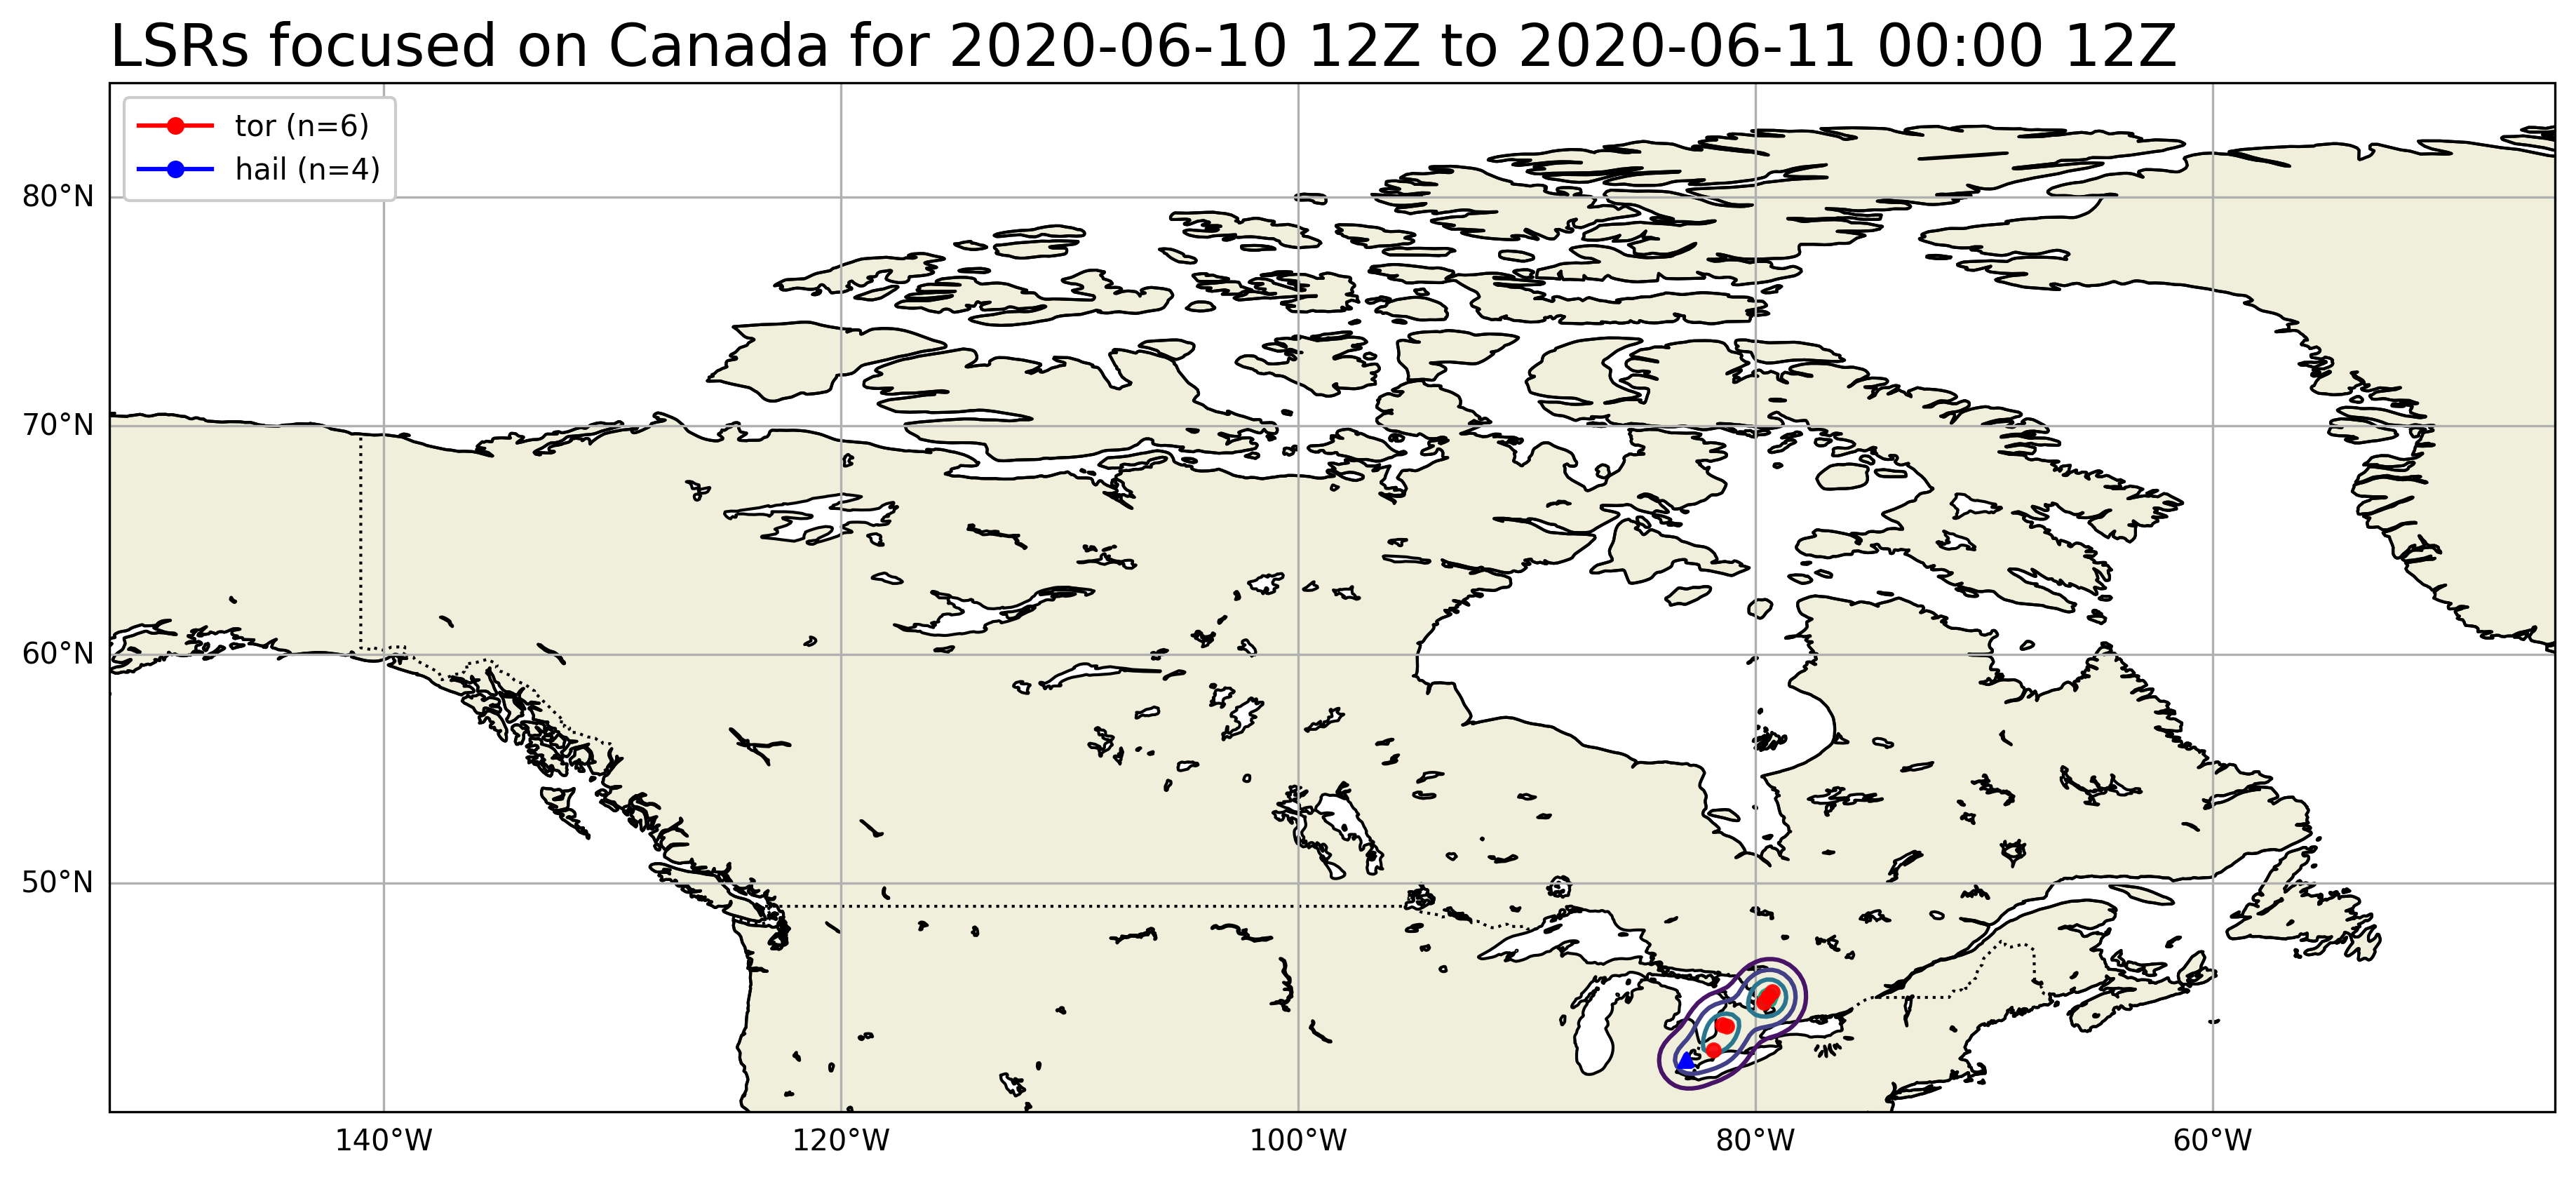 LSRs focused on Canada for 2020-06-10 12Z to 2020-06-11 00:00 12Z
tor (n=6)
hail (n=4)
80°N
70°N
60°N
50°N
140°W
120°W
100°W
80°W
60°W